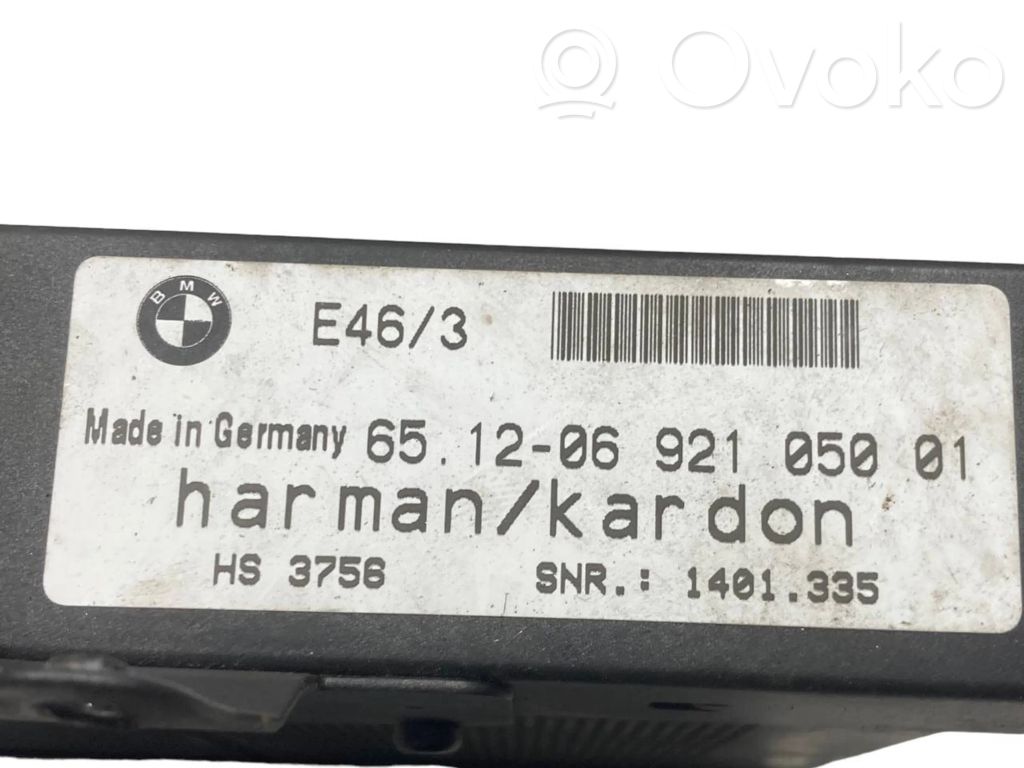 Ovoko
BMW
E46/3
Made in Germany 65.12-06 921 050 01
harman/kardon
HS 3756 SNR.: 1401.335